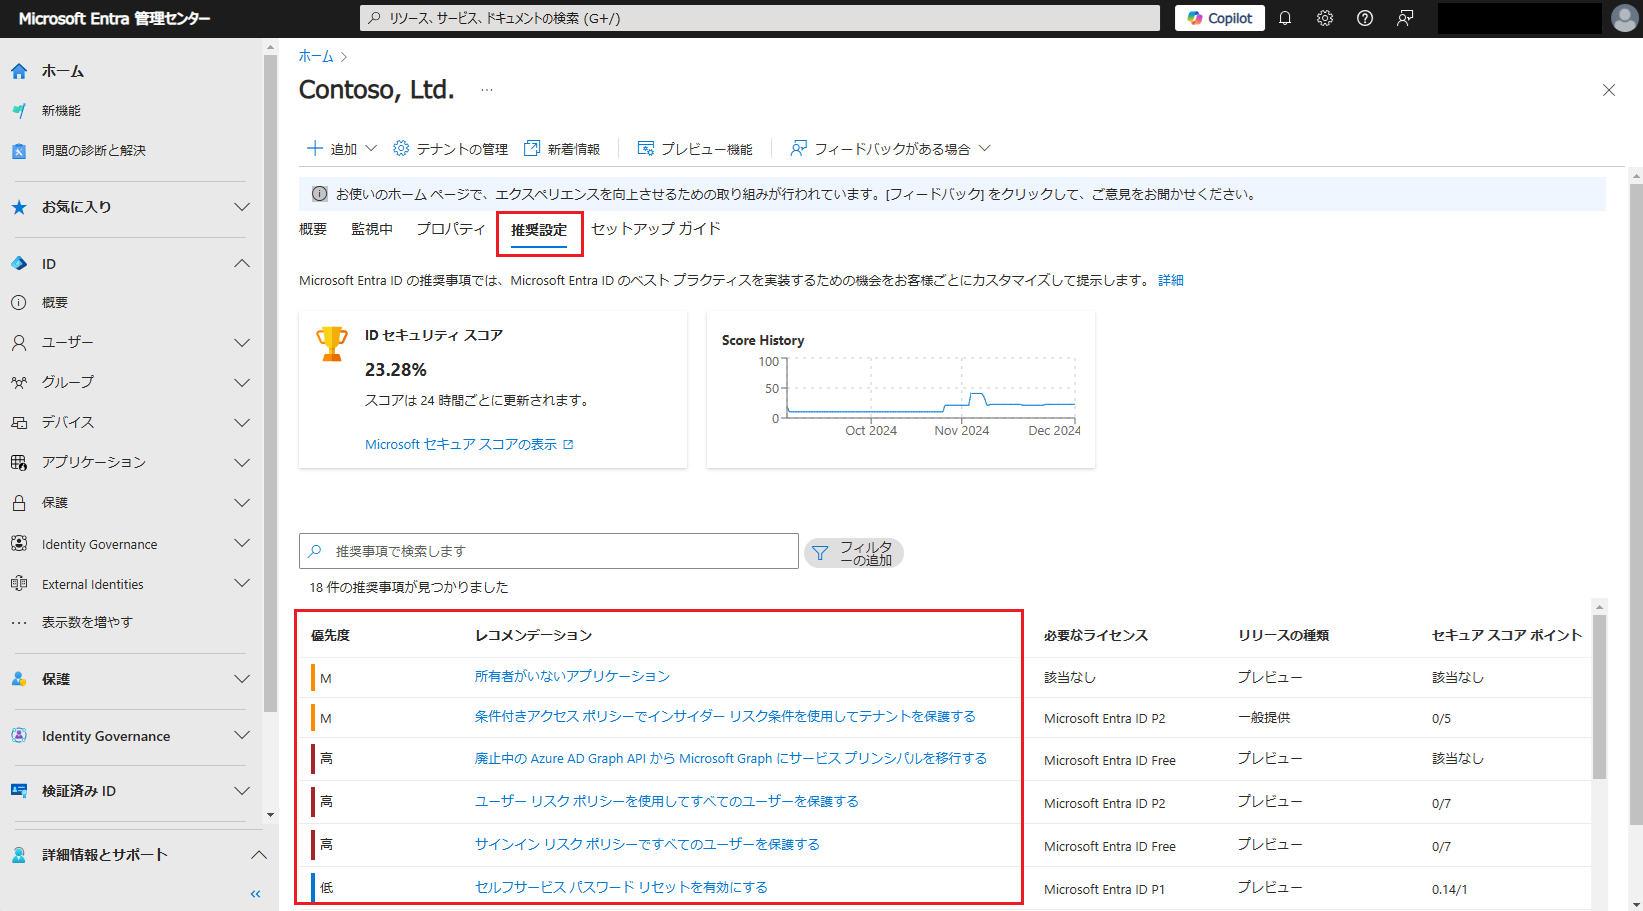 Microsoft Entra 管理センター
リソース、サービス、ドキュメントの検索 (G+/)
Copilot
ホーム
新機能
問題の診断と解決
お気に入り
ID
概要
ユーザー
グループ
デバイス
アプリケーション
保護
Identity Governance
External Identities
表示数を増やす
保護
Identity Governance
検証済み ID
詳細情報とサポート
ホーム
Contoso, Ltd.
追加
テナントの管理
新着情報
プレビュー機能
フィードバックがある場合
お使いのホーム ページで、エクスペリエンスを向上させるための取り組みが行われています。[フィードバック] をクリックして、ご意見をお聞かせください。
概要 監視中 プロパティ 推奨設定 セットアップ ガイド
Microsoft Entra ID の推奨事項では、Microsoft Entra ID のベスト プラクティスを実装するための機会をお客様ごとにカスタマイズして提示します。 詳細
ID セキュリティ スコア
23.28%
スコアは 24 時間ごとに更新されます。
Microsoft セキュア スコアの表示
Score History
100
50
0
Oct 2024 Nov 2024 Dec 2024
推奨事項で検索します
フィルタ
ーの追加
18 件の推奨事項が見つかりました
優先度 レコメンデーション 必要なライセンス リリースの種類 セキュア スコア ポイント
M 所有者がいないアプリケーション 該当なし プレビュー 該当なし
M 条件付きアクセス ポリシーでインサイダー リスク条件を使用してテナントを保護する Microsoft Entra ID P2 一般提供 0/5
高 廃止中の Azure AD Graph API から Microsoft Graph にサービス プリンシパルを移行する Microsoft Entra ID Free プレビュー 該当なし
高 ユーザー リスク ポリシーを使用してすべてのユーザーを保護する Microsoft Entra ID P2 プレビュー 0/7
高 サインイン リスク ポリシーですべてのユーザーを保護する Microsoft Entra ID Free プレビュー 0/7
低 セルフサービス パスワード リセットを有効にする Microsoft Entra ID P1 プレビュー 0.14/1